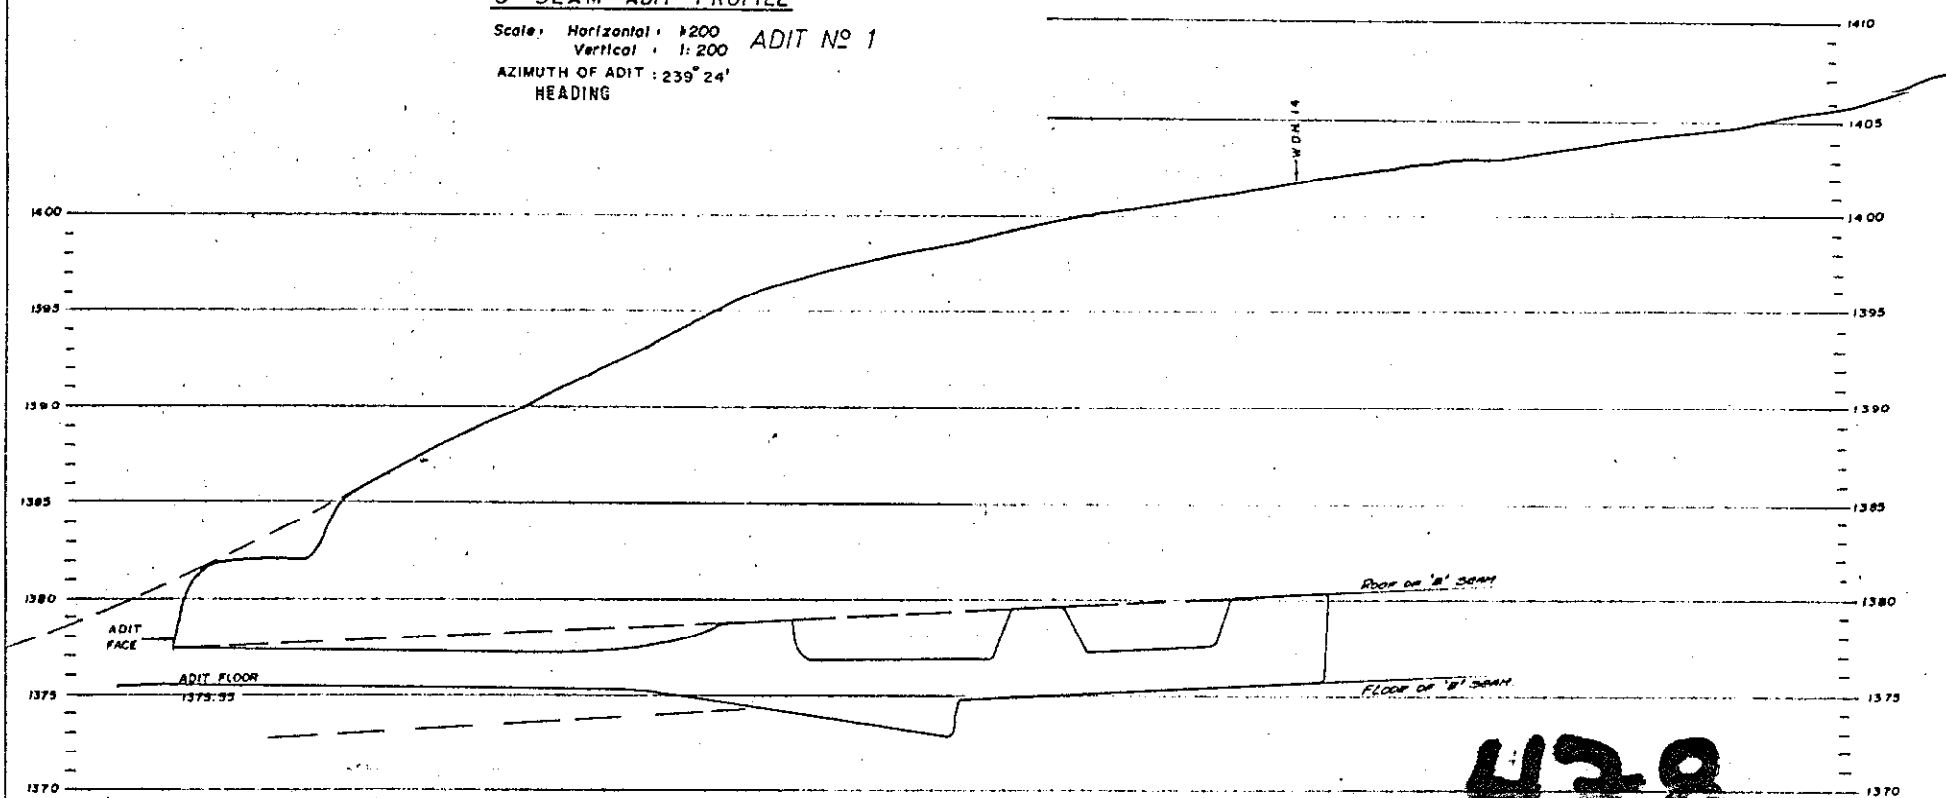 SEAM ADIT PROFILE
Scale: Horizontal: 1:200
Vertical : 1:200
ADIT Nº 1
AZIMUTH OF ADIT : 239° 24'
HEADING
1410
1405
W.D.H. 14
1400
1400
1395
1395
1390
1390
1385
1385
ROOF OF 'B' SEAM
1380
1380
ADIT
FACE
ADIT FLOOR
1375.55
FLOOR OF 'B' SEAM
1375
1375
1370
1370